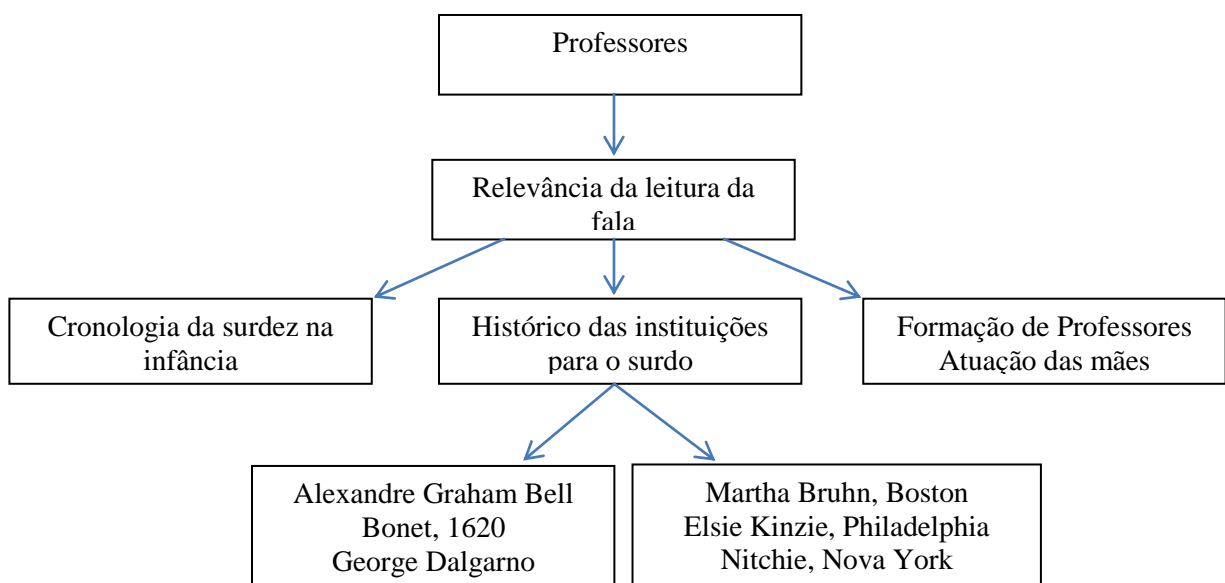 Professores
Relevância da leitura da
fala
Cronologia da surdez na
infância
Histórico das instituições
para o surdo
Formação de Professores
Atuação das mães
Alexandre Graham Bell
Bonet, 1620
George Dalgarno
Martha Bruhn, Boston
Elsie Kinzie, Philadelphia
Nitchie, Nova York